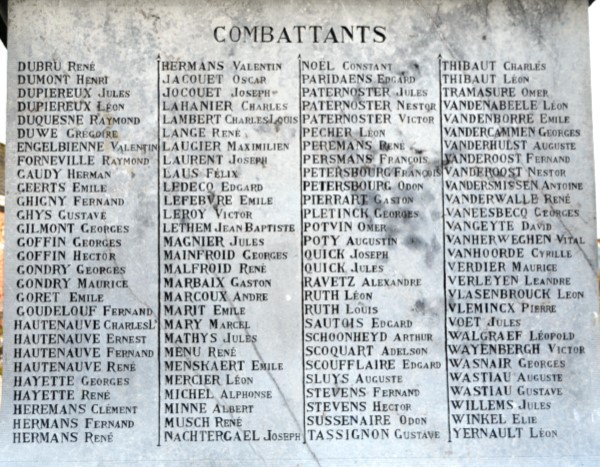 COMBATTANTS
DUBRU RENÉ
DUMONT HENRI
DUPIEREUX JULES
DUPIEREUX LÉON
DUQUESNE RAYMOND
DUWE GRÉGOIRE
ENGELBIENNE VALENTIN
FORNEVILLE RAYMOND
GAUDY HERMAN
GEERTS EMILE
GHIGNY FERNAND
GHYS GUSTAVE
GILMONT GEORGES
GOFFIN GEORGES
GOFFIN HECTOR
GONDRY GEORGES
GONDRY MAURICE
GORET EMILE
GOUDELOUF FERNAND
HAUTENAUVE CHARLES L.
HAUTENAUVE ERNEST
HAUTENAUVE FERNAND
HAUTENAUVE RENÉ
HAYETTE GEORGES
HAYETTE RENÉ
HEREMANS CLÉMENT
HERMANS FERNAND
HERMANS RENÉ
HERMANS VALENTIN
JACQUET OSCAR
JOCQUET JOSEPH
LAHANIER CHARLES
LAMBERT CHARLES LOUIS
LANGE RENÉ
LAUGIER MAXIMILIEN
LAURENT JOSEPH
LAUS FÉLIX
LEDECQ EDGARD
LEFEBVRE EMILE
LEROY VICTOR
LETHEM JEAN BAPTISTE
MAGNIER JULES
MAINFROID GEORGES
MALFROID RENÉ
MARBAIX GASTON
MARCOUX ANDRE
MARIT EMILE
MARY MARCEL
MATHYS JULES
MENU RENÉ
MENSKAERT EMILE
MERCIER LÉON
MICHEL ALPHONSE
MINNE ALBERT
MUSCH RENÉ
NACHTERGAEL JOSEPH
NOËL CONSTANT
PARIDAENS EDGARD
PATERNOSTER JULES
PATERNOSTER NESTOR
PATERNOSTER VICTOR
PECHER LÉON
PEREMANS RENÉ
PERSMANS FRANÇOIS
PETERSBOURG FRANÇOIS
PETERSBOURG ODON
PIERRART GASTON
PLETINCK GEORGES
POTVIN OMER
POTY AUGUSTIN
QUICK JOSEPH
QUICK JULES
RAVETZ ALEXANDRE
RUTH LÉON
RUTH LOUIS
SAUTOIS EDGARD
SCHOONHEYD ARTHUR
SCOQUART ADELSON
SCOUFFLAIRE EDGARD
SLUYS AUGUSTE
STEVENS FERNAND
STEVENS HECTOR
SUSSENAIRE ODON
TASSIGNON GUSTAVE
THIBAUT CHARLES
THIBAUT LÉON
TRAMASURE OMER
VANDENABEELE LÉON
VANDENBORRE EMILE
VANDERCAMMEN GEORGES
VANDERHULST AUGUSTE
VANDEROOST FERNAND
VANDEROOST NESTOR
VANDERSMISSEN ANTOINE
VANDERWALLE RENÉ
VANEESBECQ GEORGES
VANGEYTE DAVID
VANHERWEGHEN VITAL
VANHOORDE CYRILLE
VERDIER MAURICE
VERLEYEN LEANDRE
VLASENBROUCK LEON
VLEMINCX PIERRE
VOET JULES
WALGRAEF LÉOPOLD
WAYENBERGH VICTOR
WASNAIR GEORGES
WASTIAU AUGUSTE
WASTIAU GUSTAVE
WILLEMS JULES
WINKEL ELIE
YERNAULT LÉON